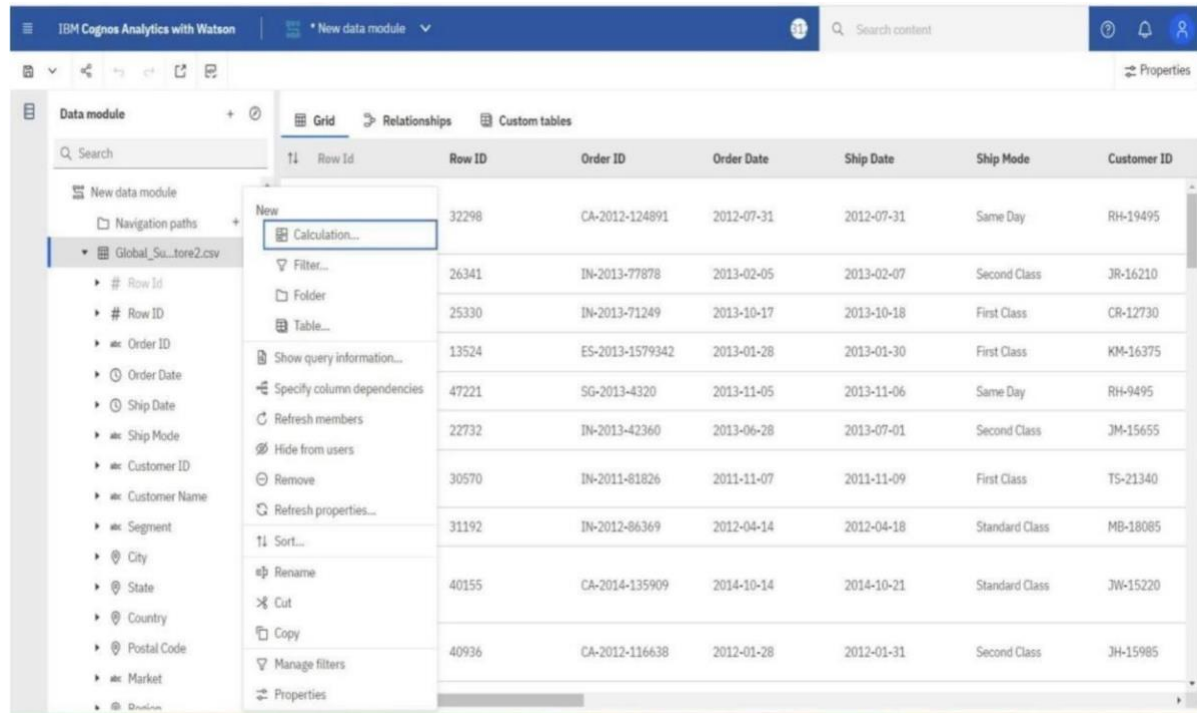 IBM Cognos Analytics with Watson
* New data module
31
Search content
Properties
Data module
Search
New data module
Navigation paths
Global_Su...tore2.csv
# Row Id
# Row ID
abc Order ID
Order Date
Ship Date
abc Ship Mode
abc Customer ID
abc Customer Name
abc Segment
City
State
Country
Postal Code
abc Market
Region
New
Calculation...
Filter...
Folder
Table...
Show query information...
Specify column dependencies
Refresh members
Hide from users
Remove
Refresh properties...
Sort...
Rename
Cut
Copy
Manage filters
Properties
Grid Relationships Custom tables
Row Id Row ID Order ID Order Date Ship Date Ship Mode Customer ID
32298 CA-2012-124891 2012-07-31 2012-07-31 Same Day RH-19495
26341 IN-2013-77878 2013-02-05 2013-02-07 Second Class JR-16210
25330 IN-2013-71249 2013-10-17 2013-10-18 First Class CR-12730
13524 ES-2013-1579342 2013-01-28 2013-01-30 First Class KM-16375
47221 SG-2013-4320 2013-11-05 2013-11-06 Same Day RH-9495
22732 IN-2013-42360 2013-06-28 2013-07-01 Second Class JM-15655
30570 IN-2011-81826 2011-11-07 2011-11-09 First Class TS-21340
31192 IN-2012-86369 2012-04-14 2012-04-18 Standard Class MB-18085
40155 CA-2014-135909 2014-10-14 2014-10-21 Standard Class JW-15220
40936 CA-2012-116638 2012-01-28 2012-01-31 Second Class JH-15985